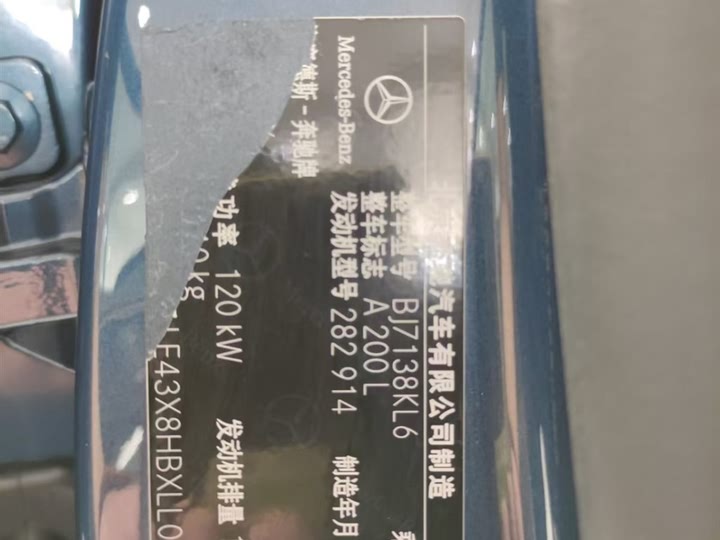 汽车有限公司制造
Mercedes-Benz
整车型号 BJ7138KL6
整车标志 A 200 L
斯-奔驰牌
发动机型号 282 914
制造年月
功率 120 kW
发动机排量
kg
LE43X8HBXLL0